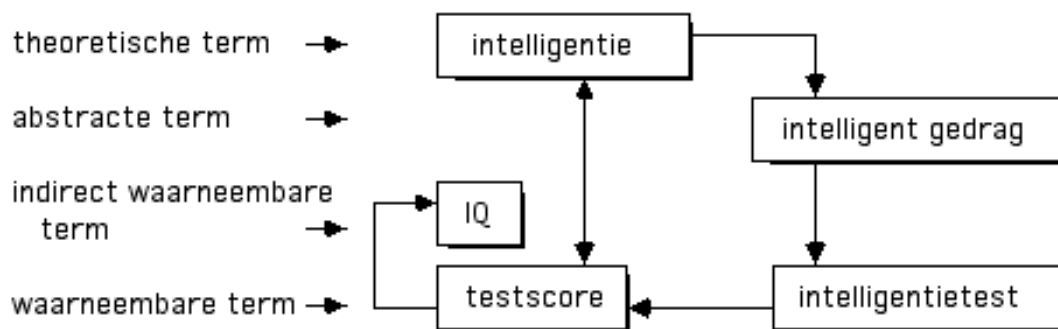 theoretische term
intelligentie
abstracte term
intelligent gedrag
indirect waarneembare
term
IQ
waarneembare term
testscore
intelligentietest